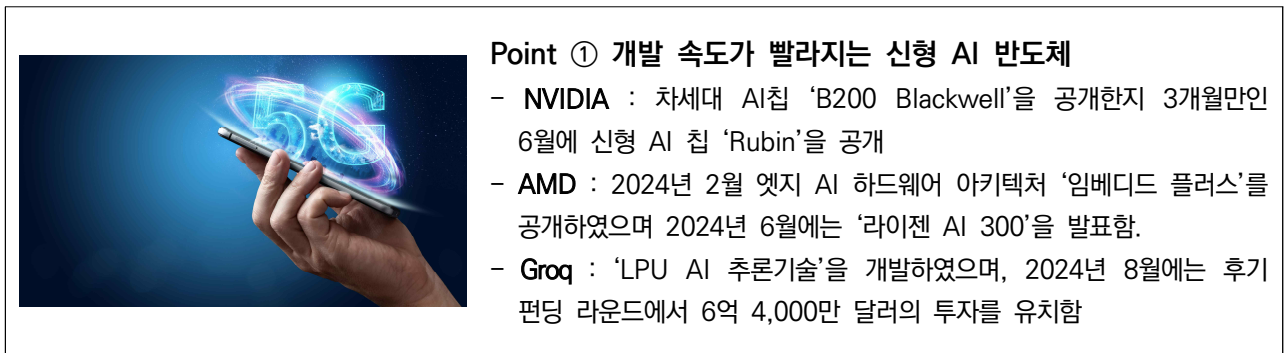 5G
Point ① 개발 속도가 빨라지는 신형 AI 반도체
- NVIDIA : 차세대 AI칩 ‘B200 Blackwell’을 공개한지 3개월만인
6월에 신형 AI 칩 ‘Rubin’을 공개
- AMD : 2024년 2월 엣지 AI 하드웨어 아키텍처 ‘임베디드 플러스’를
공개하였으며 2024년 6월에는 ‘라이젠 AI 300’을 발표함.
- Groq : ‘LPU AI 추론기술’을 개발하였으며, 2024년 8월에는 후기
펀딩 라운드에서 6억 4,000만 달러의 투자를 유치함